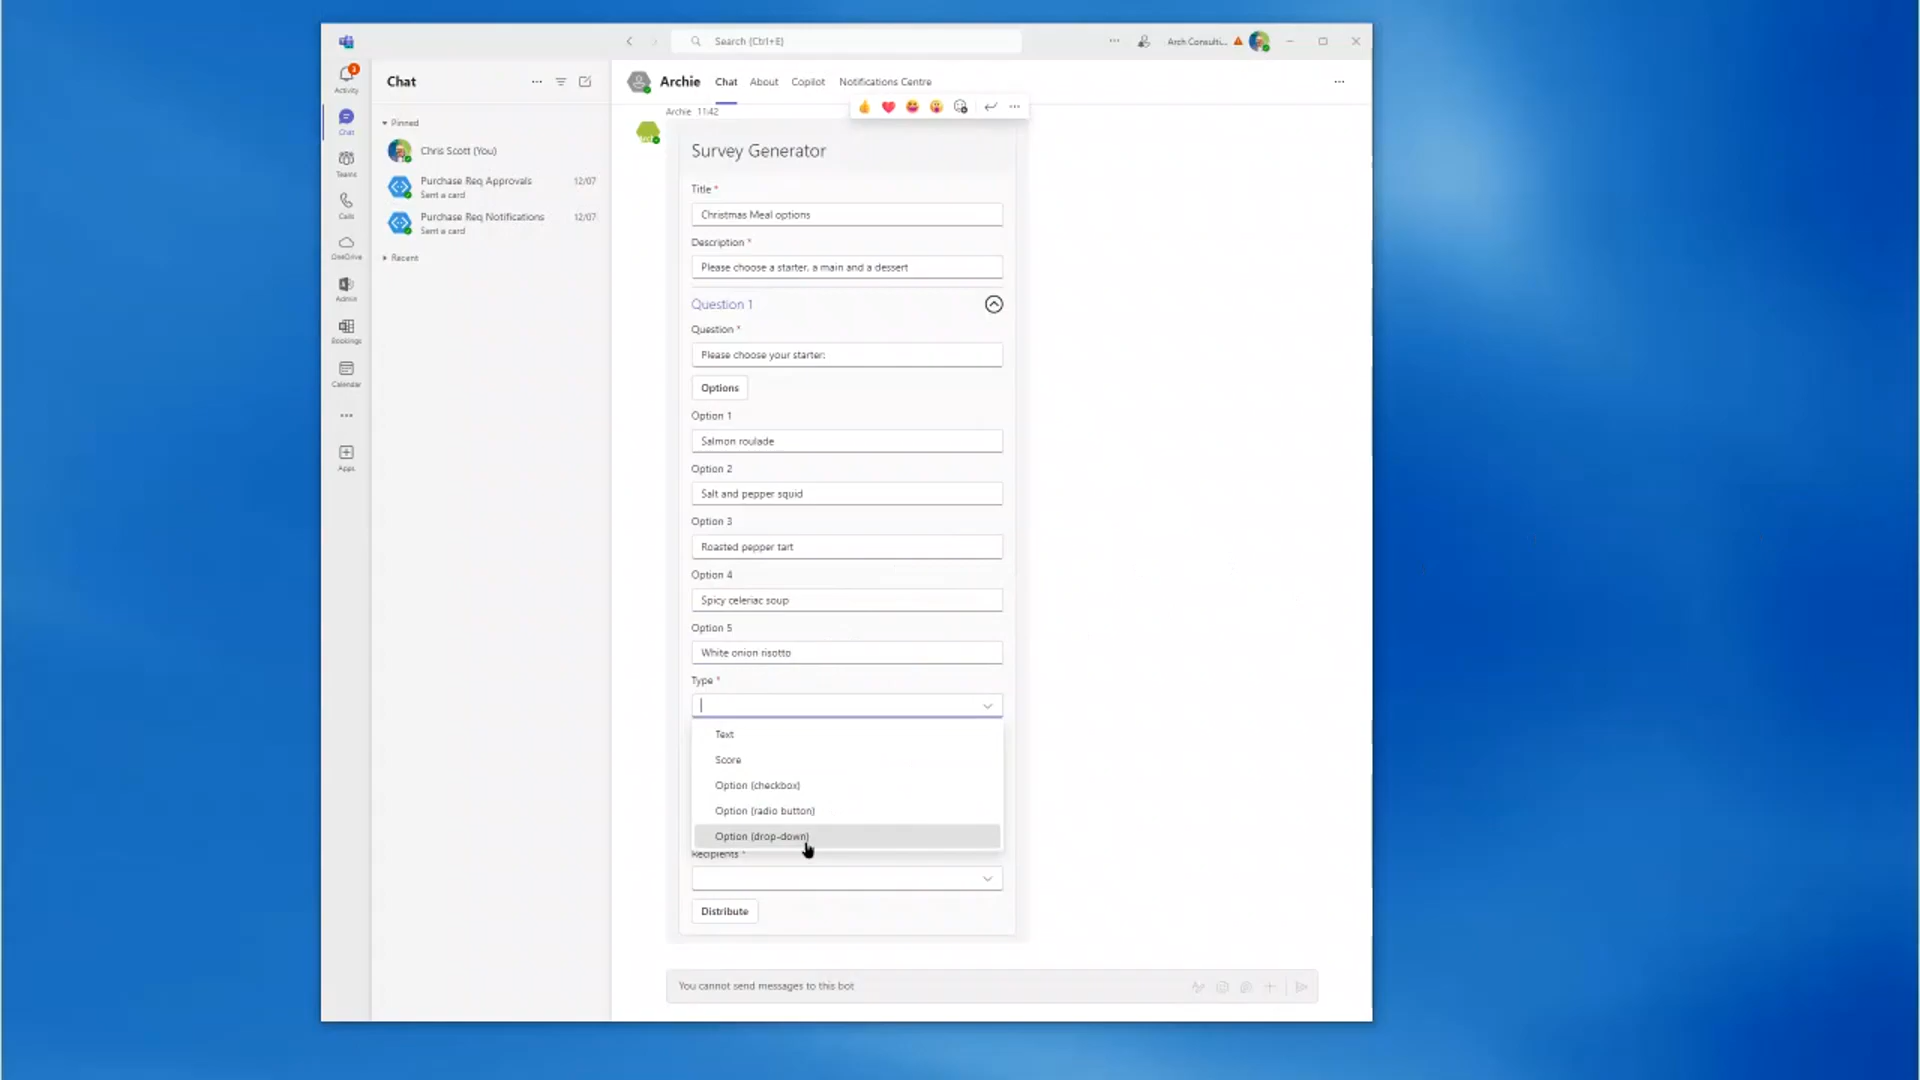 Search (Ctrl+E)
Arch Consulti...
3
Activity
Chat
Teams
Calls
OneDrive
Admin
Bookings
Calendar
Apps
Chat
Pinned
Chris Scott (You)
Purchase Req Approvals 12/07
Sent a card
Purchase Req Notifications 12/07
Sent a card
Recent
Archie Chat About Copilot Notifications Centre
Archie 11:42
Survey Generator
Title *
Christmas Meal options
Description *
Please choose a starter, a main and a dessert
Question 1
Question *
Please choose your starter:
Options
Option 1
Salmon roulade
Option 2
Salt and pepper squid
Option 3
Roasted pepper tart
Option 4
Spicy celeriac soup
Option 5
White onion risotto
Type *
Text
Score
Option (checkbox)
Option (radio button)
Option (drop-down)
Recipients *
Distribute
You cannot send messages to this bot